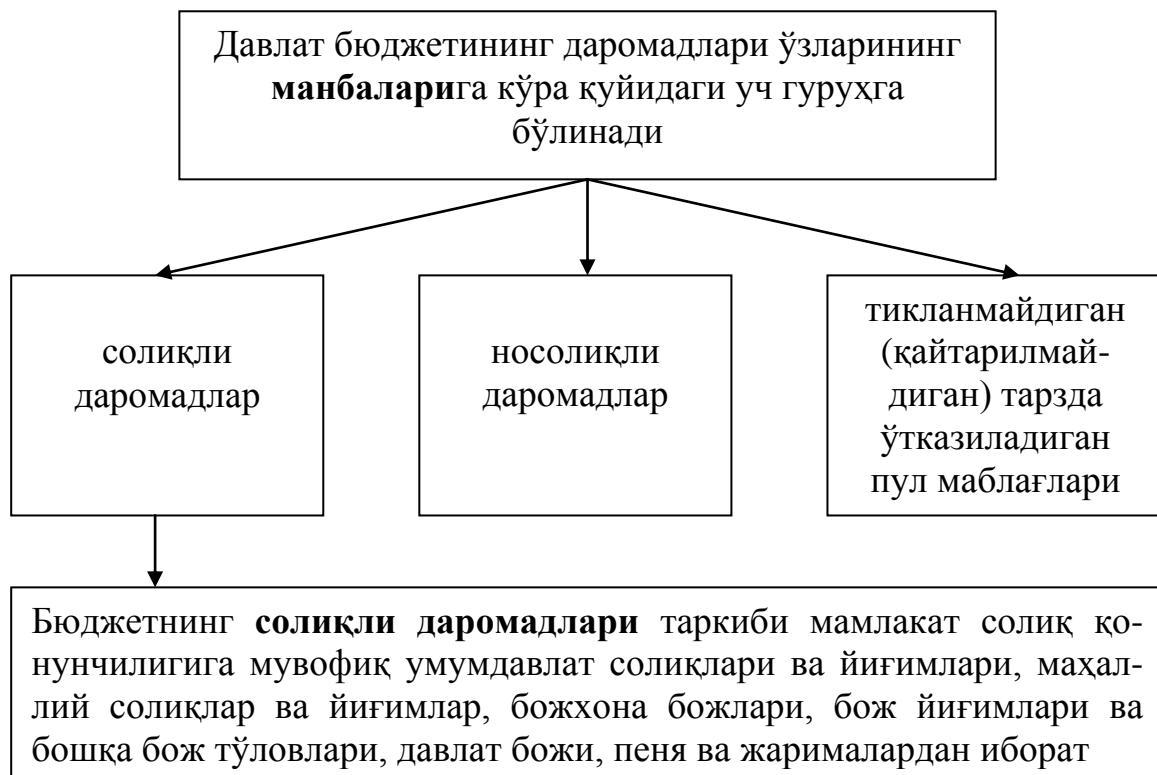 Давлат бюджетининг даромадлари ўзларининг
манбаларига кўра қуйидаги уч гуруҳга
бўлинади
солиқли
даромадлар
носолиқли
даромадлар
тикланмайдиган
(қайтарилмай-
диган) тарзда
ўтказиладиган
пул маблағлари
Бюджетнинг солиқли даромадлари таркиби мамлакат солиқ қо-
нунчилигига мувофиқ умумдавлат солиқлари ва йиғимлари, маҳал-
лий солиқлар ва йиғимлар, божхона божлари, бож йиғимлари ва
бошқа бож тўловлари, давлат божи, пеня ва жарималардан иборат